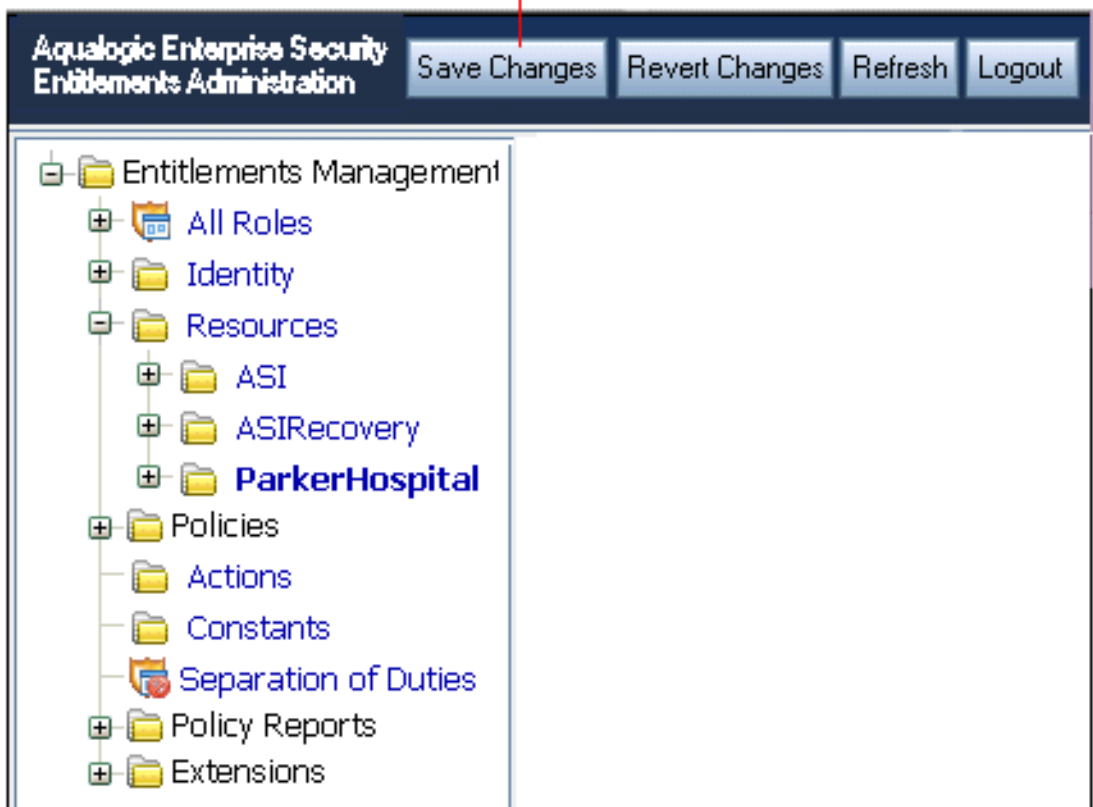 Aqualogic Enterprise Security
Entitlements Administration
Save Changes
Revert Changes
Refresh
Logout
Entitlements Management
All Roles
Identity
Resources
ASI
ASIRecovery
ParkerHospital
Policies
Actions
Constants
Separation of Duties
Policy Reports
Extensions